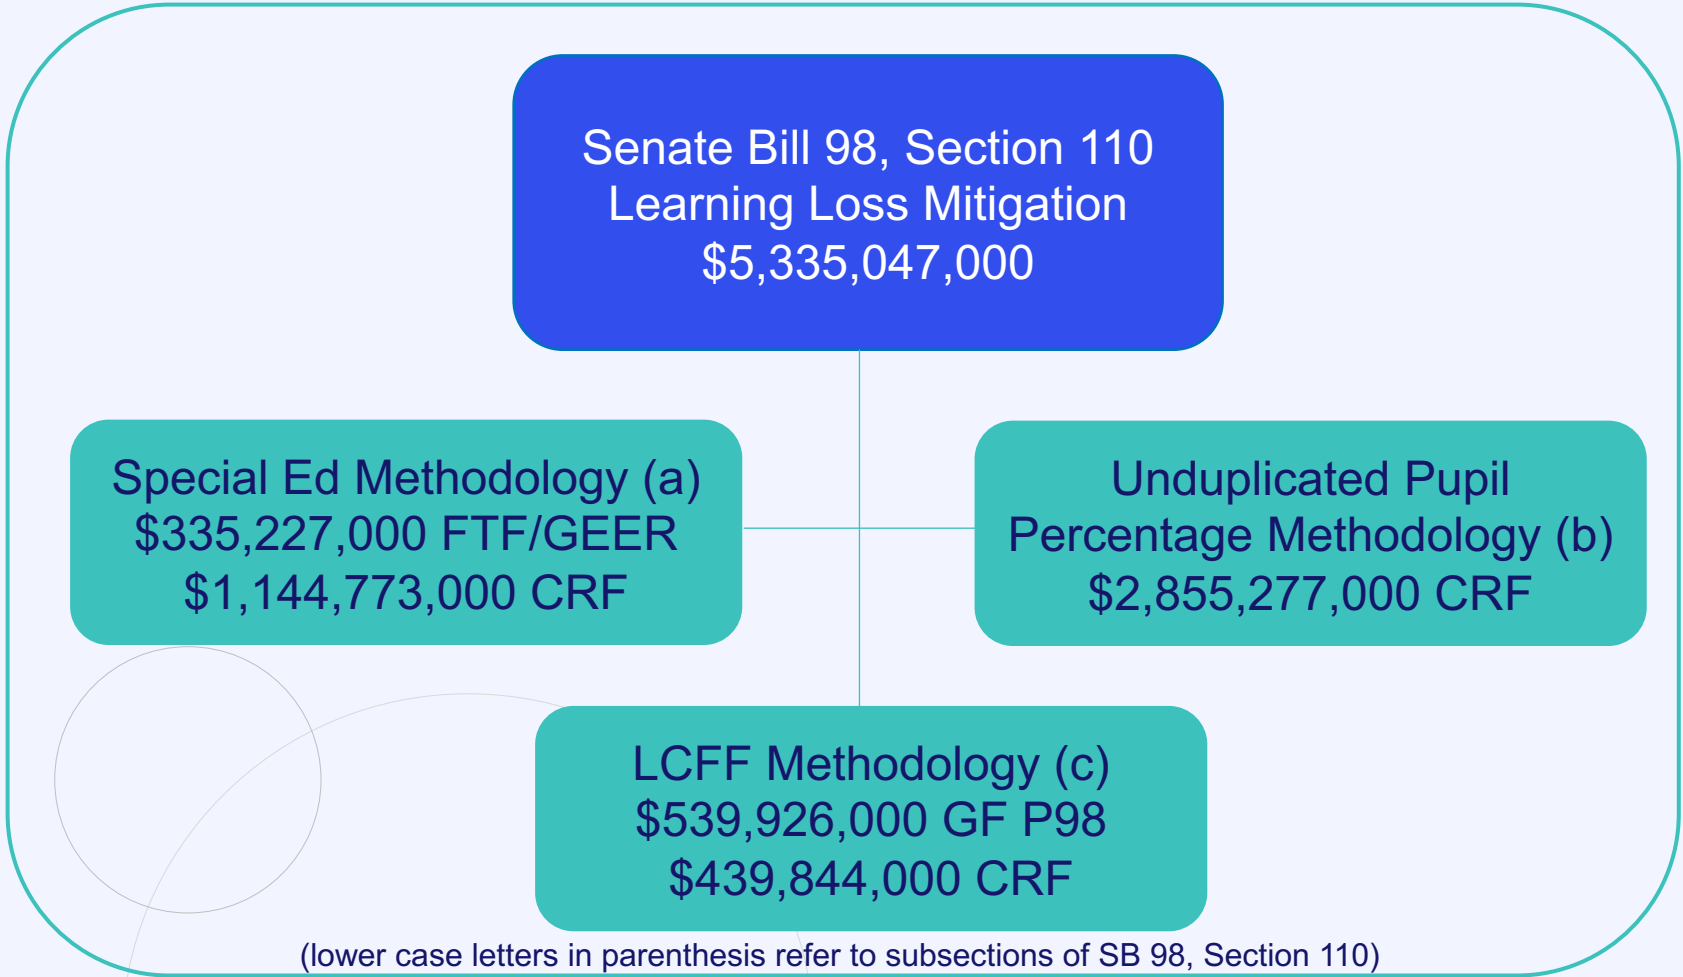 Senate Bill 98, Section 110
Learning Loss Mitigation
$5,335,047,000
Special Ed Methodology (a)
$335,227,000 FTF/GEER
$1,144,773,000 CRF
Unduplicated Pupil
Percentage Methodology (b)
$2,855,277,000 CRF
LCFF Methodology (c)
$539,926,000 GF P98
$439,844,000 CRF
(lower case letters in parenthesis refer to subsections of SB 98, Section 110)